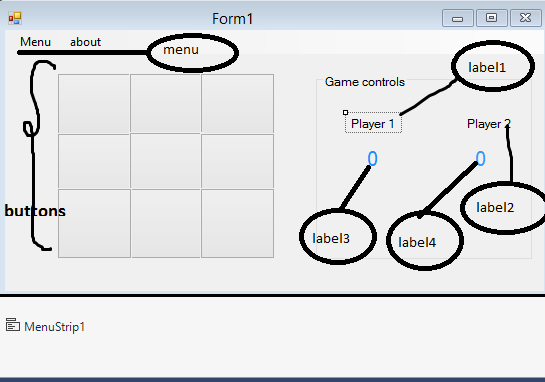 Form1
Menu about
menu
label1
Game controls
Player 1 Player 2
0 0
buttons
label2
label3
label4
MenuStrip1